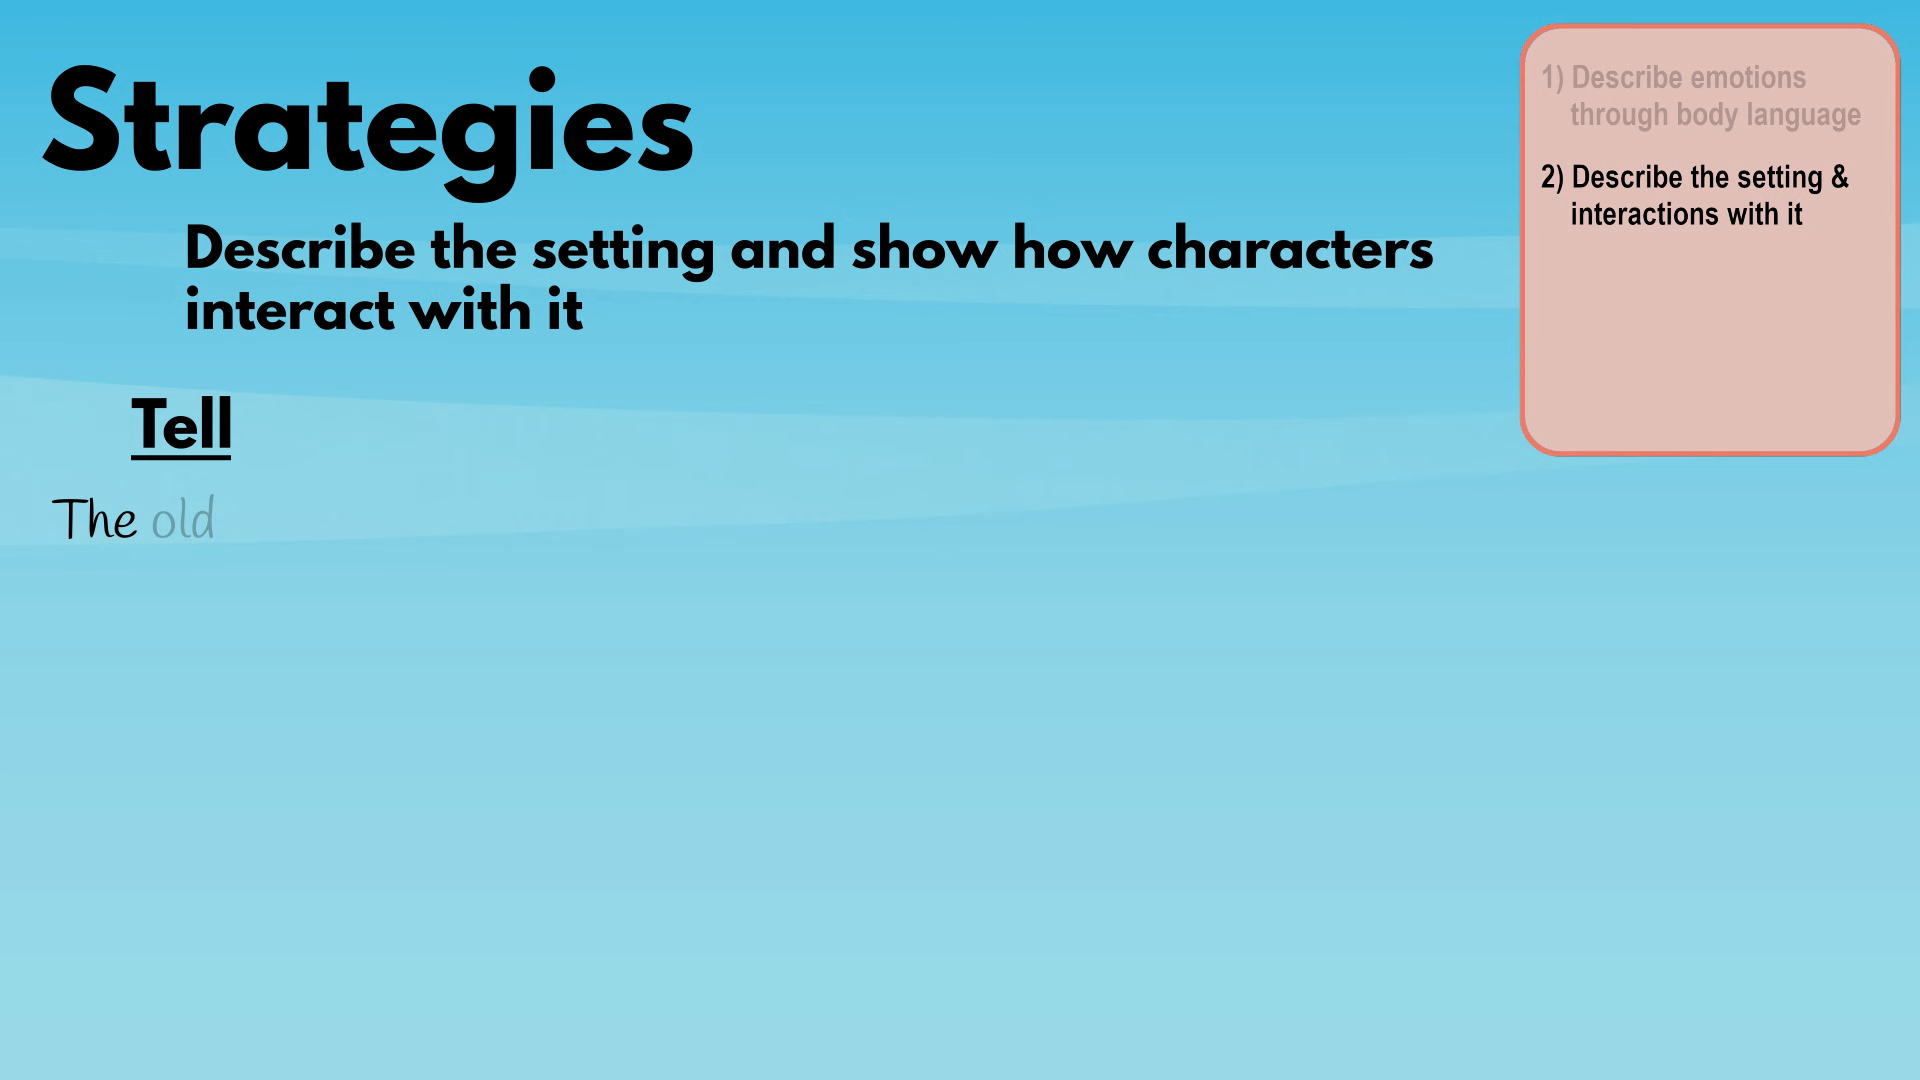 Strategies
Describe the setting and show how characters
interact with it
Tell
The old
1) Describe emotions
through body language
2) Describe the setting &
interactions with it